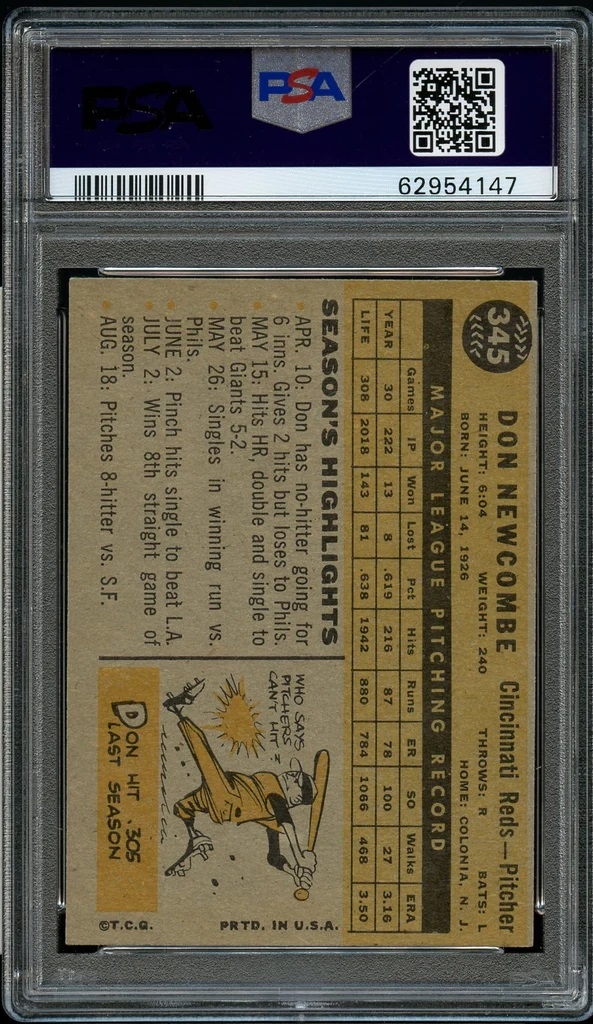 PSA
PSA
62954147
345
DON NEWCOMBE Cincinnati Reds—Pitcher
HEIGHT: 6:04 WEIGHT: 240 THROWS: R BATS: L
BORN: JUNE 14, 1926 HOME: COLONIA, N. J.
MAJOR LEAGUE PITCHING RECORD
Games IP Won Lost Pct Hits Runs ER SO Walks ERA
YEAR 30 222 13 8 .619 216 87 78 100 27 3.16
LIFE 308 2018 143 81 .638 1942 880 784 1066 468 3.50
SEASON'S HIGHLIGHTS
• APR. 10: Don has no-hitter going for
6 inns. Gives 2 hits but loses to Phils.
• MAY 15: Hits HR, double and single to
beat Giants 5-2.
• MAY 26: Singles in winning run vs.
Phils.
• JUNE 2: Pinch hits single to beat L.A.
• JULY 2: Wins 8th straight game of
season.
• AUG. 18: Pitches 8-hitter vs. S.F.
WHO SAYS
PITCHERS
CAN'T HIT?
DON HIT .305
LAST SEASON
©T.C.G. PRTD. IN U.S.A.